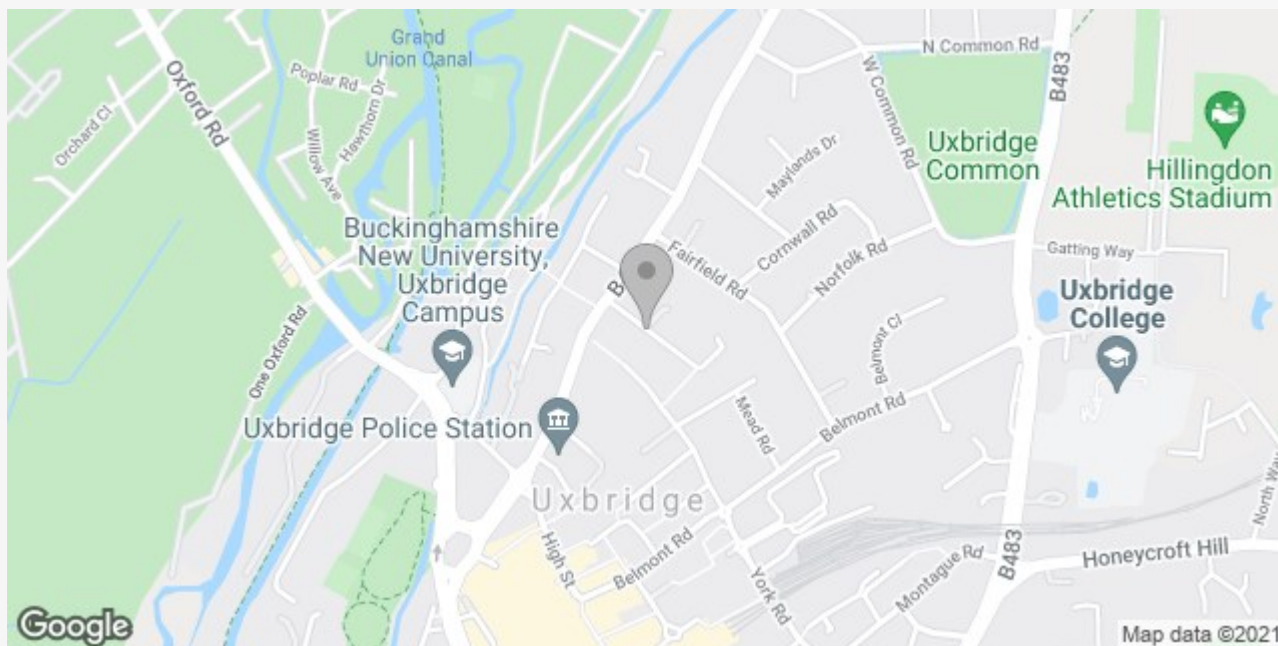 Grand
Union Canal
Poplar Rd
Orchard Cl
Hawthorn Dr
Willow Ave
Oxford Rd
N Common Rd
W Common Rd
B483
Uxbridge
Common
Hillingdon
Athletics Stadium
Maylands Dr
Cornwall Rd
Norfolk Rd
Fairfield Rd
Gatting Way
Buckinghamshire
New University,
Uxbridge
Campus
B
Uxbridge
College
Belmont Cl
One Oxford Rd
Mead Rd
Belmont Rd
Uxbridge Police Station
Uxbridge
High St
Belmont Rd
York Rd
Montague Rd
B483
Honeycroft Hill
North Way
Google
Map data ©2021